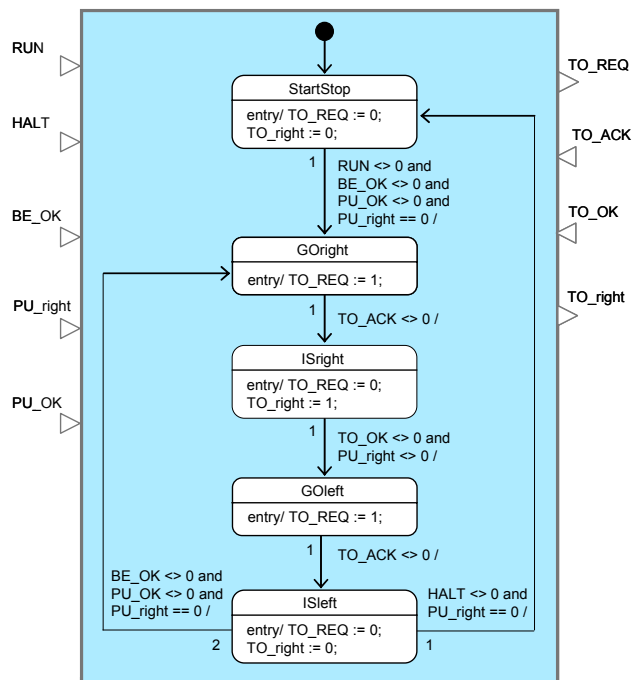 RUN
HALT
BE_OK
PU_right
PU_OK
TO_REQ
TO_ACK
TO_OK
TO_right
StartStop
entry/ TO_REQ := 0;
TO_right := 0;
1
RUN <> 0 and
BE_OK <> 0 and
PU_OK <> 0 and
PU_right == 0 /
GOright
entry/ TO_REQ := 1;
1
TO_ACK <> 0 /
ISright
entry/ TO_REQ := 0;
TO_right := 1;
1
TO_OK <> 0 and
PU_right <> 0 /
GOleft
entry/ TO_REQ := 1;
1
TO_ACK <> 0 /
BE_OK <> 0 and
PU_OK <> 0 and
PU_right == 0 /
2
ISleft
entry/ TO_REQ := 0;
TO_right := 0;
HALT <> 0 and
PU_right == 0 /
1